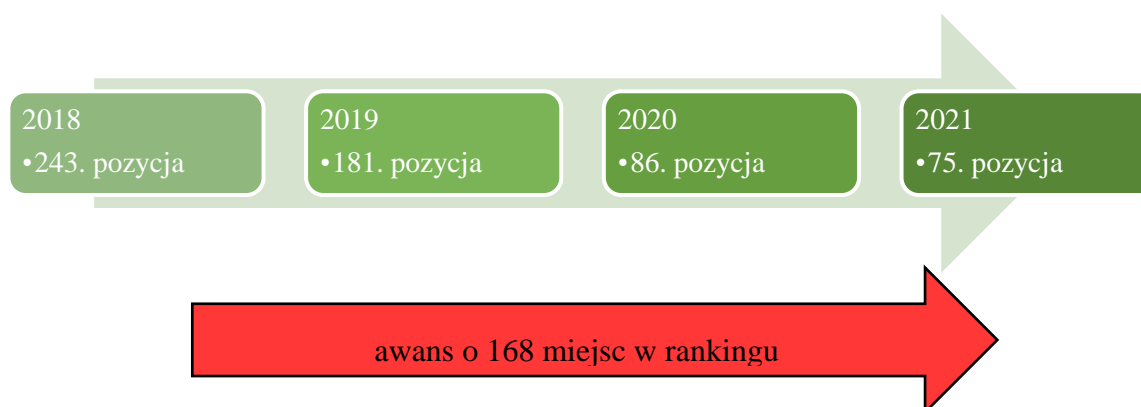 2018
•243. pozycja
2019
•181. pozycja
2020
•86. pozycja
2021
•75. pozycja
awans o 168 miejsc w rankingu